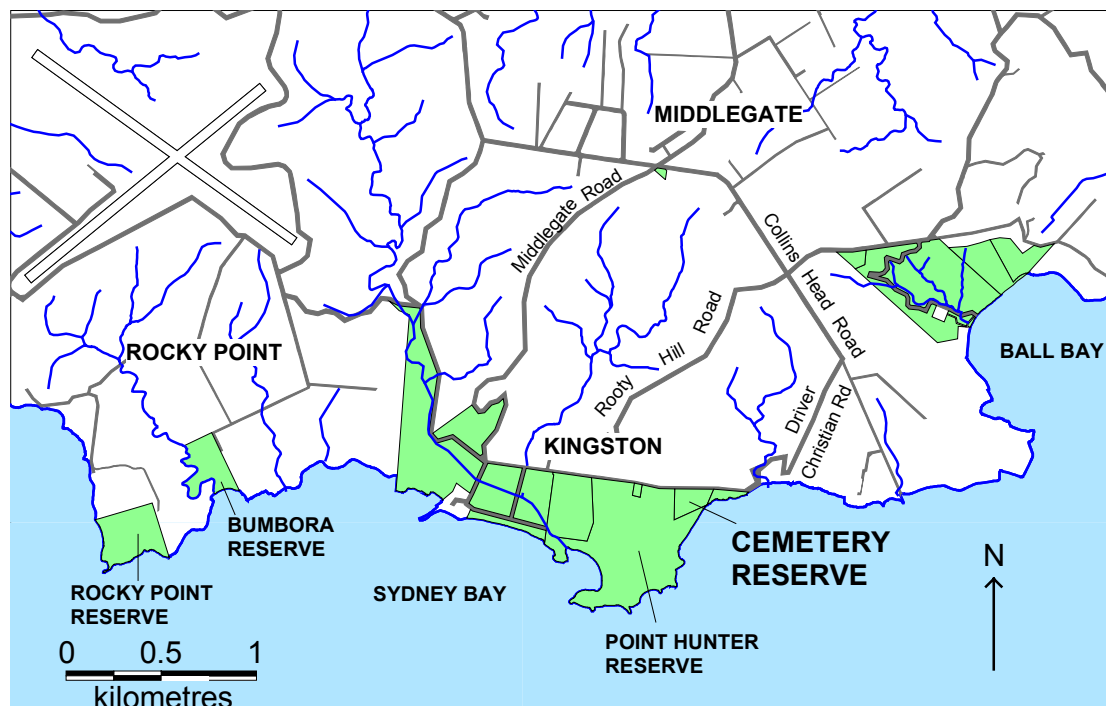 MIDDLEGATE
Middlegate Road
Collins Head Road
Rooty Hill Road
ROCKY POINT
BALL BAY
Driver
Christian Rd
KINGSTON
BUMBORA
RESERVE
CEMETERY
RESERVE
ROCKY POINT
RESERVE
SYDNEY BAY
POINT HUNTER
RESERVE
N
0 0.5 1
kilometres